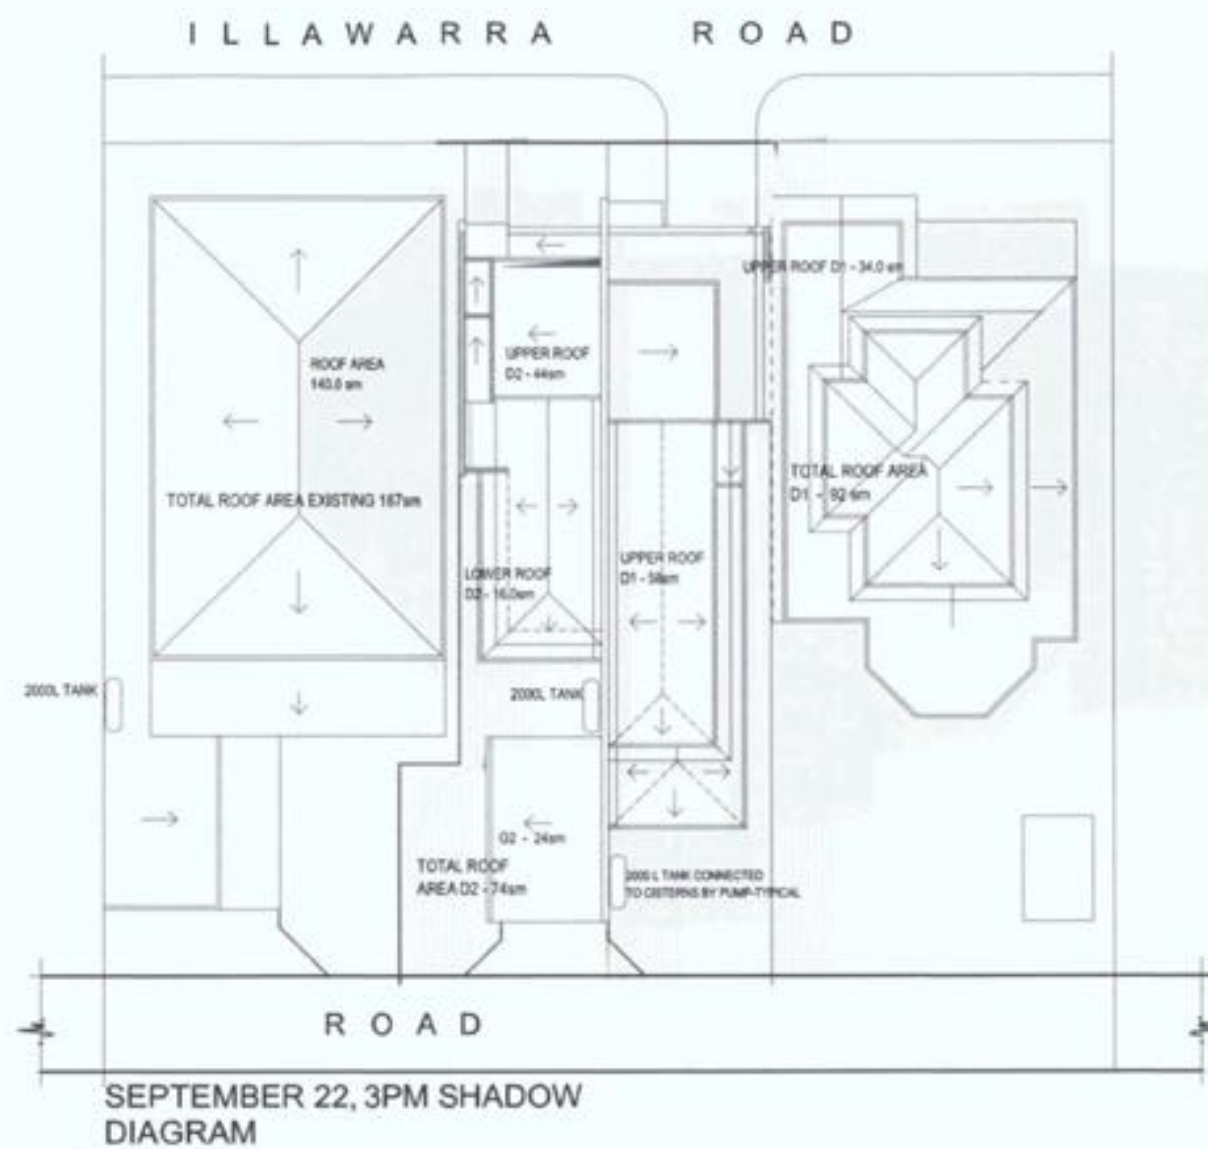 ILLAWARRA ROAD
UPPER ROOF D1 - 34.0 sm
ROOF AREA
140.0 sm
UPPER ROOF
D2 - 44sm
TOTAL ROOF AREA
D1 - 92 sm
TOTAL ROOF AREA EXISTING 187sm
LOWER ROOF
D2 - 16.0sm
UPPER ROOF
D1 - 58sm
2000L TANK
2000L TANK
G2 - 24sm
TOTAL ROOF
AREA D2 - 74sm
2000 L TANK CONNECTED
TO CISTERNS BY PUMP-TYPICAL
ROAD
SEPTEMBER 22, 3PM SHADOW
DIAGRAM